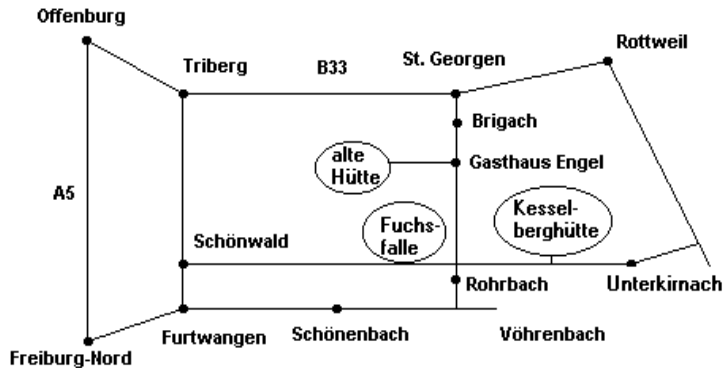 Offenburg
Rottweil
Triberg
B33
St. Georgen
Brigach
alte
Hütte
Gasthaus Engel
A5
Kessel-
berghütte
Fuchs-
falle
Schönwald
Rohrbach
Unterkirnach
Furtwangen
Schönenbach
Vöhrenbach
Freiburg-Nord